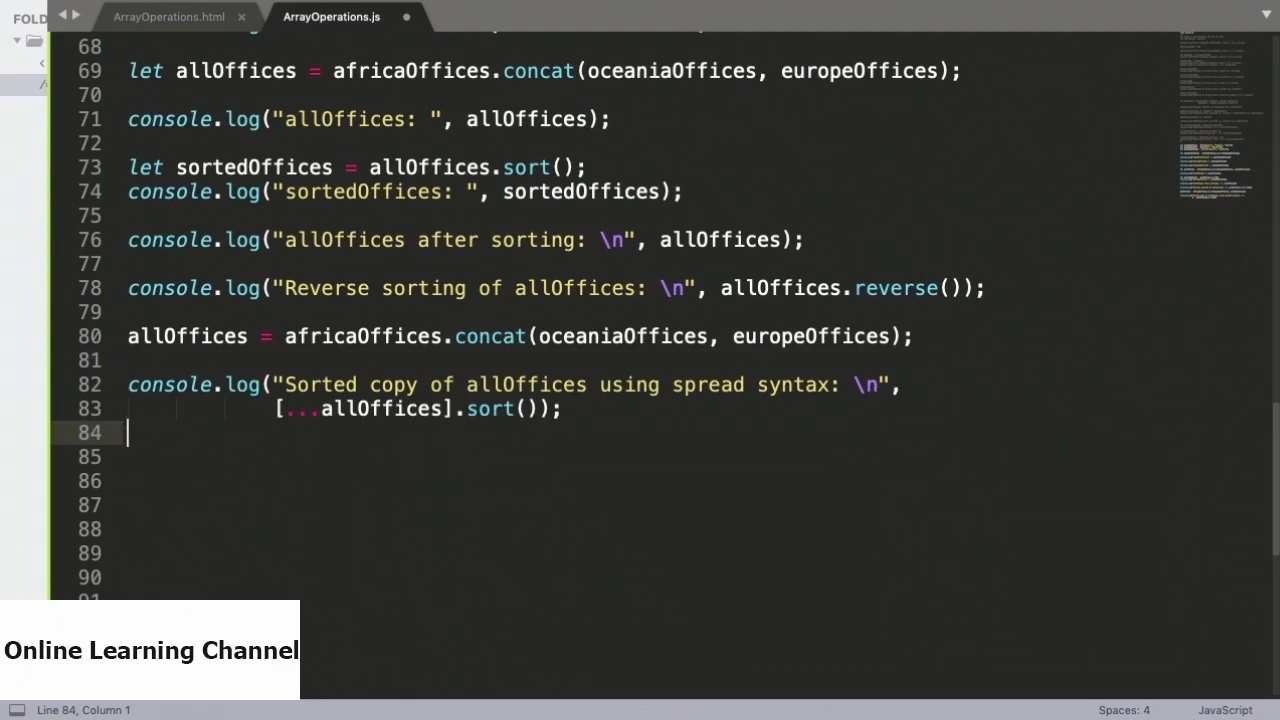 FOLD
ArrayOperations.html
ArrayOperations.js
68
69 let allOffices = africaOffices.concat(oceaniaOffices, europeOffices);
70
71 console.log("allOffices: ", allOffices);
72
73 let sortedOffices = allOffices.sort();
74 console.log("sortedOffices: ", sortedOffices);
75
76 console.log("allOffices after sorting: \n", allOffices);
77
78 console.log("Reverse sorting of allOffices: \n", allOffices.reverse());
79
80 allOffices = africaOffices.concat(oceaniaOffices, europeOffices);
81
82 console.log("Sorted copy of allOffices using spread syntax: \n",
83 [...allOffices].sort());
84
85
86
87
88
89
90
91
Online Learning Channel
Line 84, Column 1
Spaces: 4
JavaScript